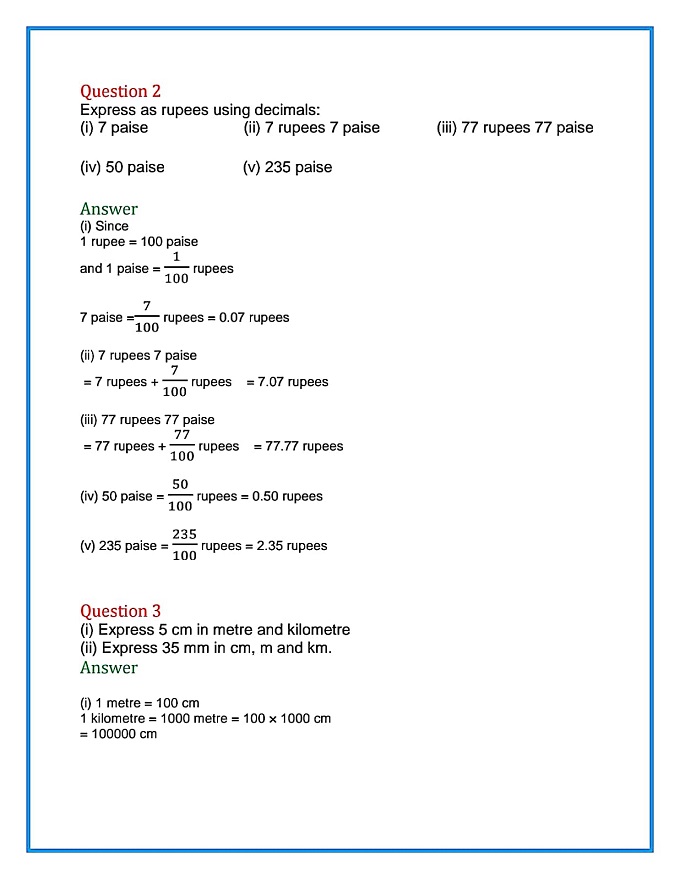 Question 2
Express as rupees using decimals:
(i) 7 paise (ii) 7 rupees 7 paise (iii) 77 rupees 77 paise
(iv) 50 paise (v) 235 paise
Answer
(i) Since
1 rupee = 100 paise
and 1 paise = 1/100 rupees
7 paise =7/100 rupees = 0.07 rupees
(ii) 7 rupees 7 paise
= 7 rupees + 7/100 rupees = 7.07 rupees
(iii) 77 rupees 77 paise
= 77 rupees + 77/100 rupees = 77.77 rupees
(iv) 50 paise = 50/100 rupees = 0.50 rupees
(v) 235 paise = 235/100 rupees = 2.35 rupees
Question 3
(i) Express 5 cm in metre and kilometre
(ii) Express 35 mm in cm, m and km.
Answer
(i) 1 metre = 100 cm
1 kilometre = 1000 metre = 100 × 1000 cm
= 100000 cm